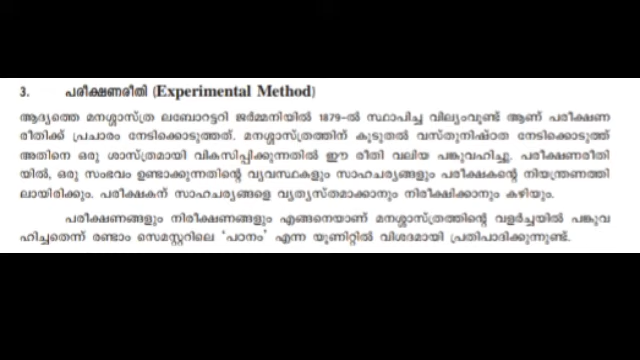 3. പരീക്ഷണരീതി (Experimental Method)
ആദ്യത്തെ മനശ്ശാസ്ത്ര ലബോറട്ടറി ജർമ്മനിയിൽ 1879-ൽ സ്ഥാപിച്ച വില്യംവുണ്ട് ആണ് പരീക്ഷണ
രീതിക്ക് പ്രചാരം നേടിക്കൊടുത്തത്. മനശ്ശാസ്ത്രത്തിന് കൂടുതൽ വസ്തുനിഷ്ഠത നേടിക്കൊടുത്ത്
അതിനെ ഒരു ശാസ്ത്രമായി വികസിപ്പിക്കുന്നതിൽ ഈ രീതി വലിയ പങ്കുവഹിച്ചു. പരീക്ഷണരീതി
യിൽ, ഒരു സംഭവം ഉണ്ടാക്കുന്നതിന്റെ വ്യവസ്ഥകളും സാഹചര്യങ്ങളും പരീക്ഷകന്റെ നിയന്ത്രണത്തി
ലായിരിക്കും. പരീക്ഷകന് സാഹചര്യങ്ങളെ വ്യത്യസ്തമാക്കാനും നിരീക്ഷിക്കാനും കഴിയും.
പരീക്ഷണങ്ങളും നിരീക്ഷണങ്ങളും എങ്ങനെയാണ് മനശ്ശാസ്ത്രത്തിന്റെ വളർച്ചയിൽ പങ്കുവ
ഹിച്ചതെന്ന് രണ്ടാം സെമസ്റ്ററിലെ ‘പഠനം’ എന്ന യൂണിറ്റിൽ വിശദമായി പ്രതിപാദിക്കുന്നുണ്ട്.